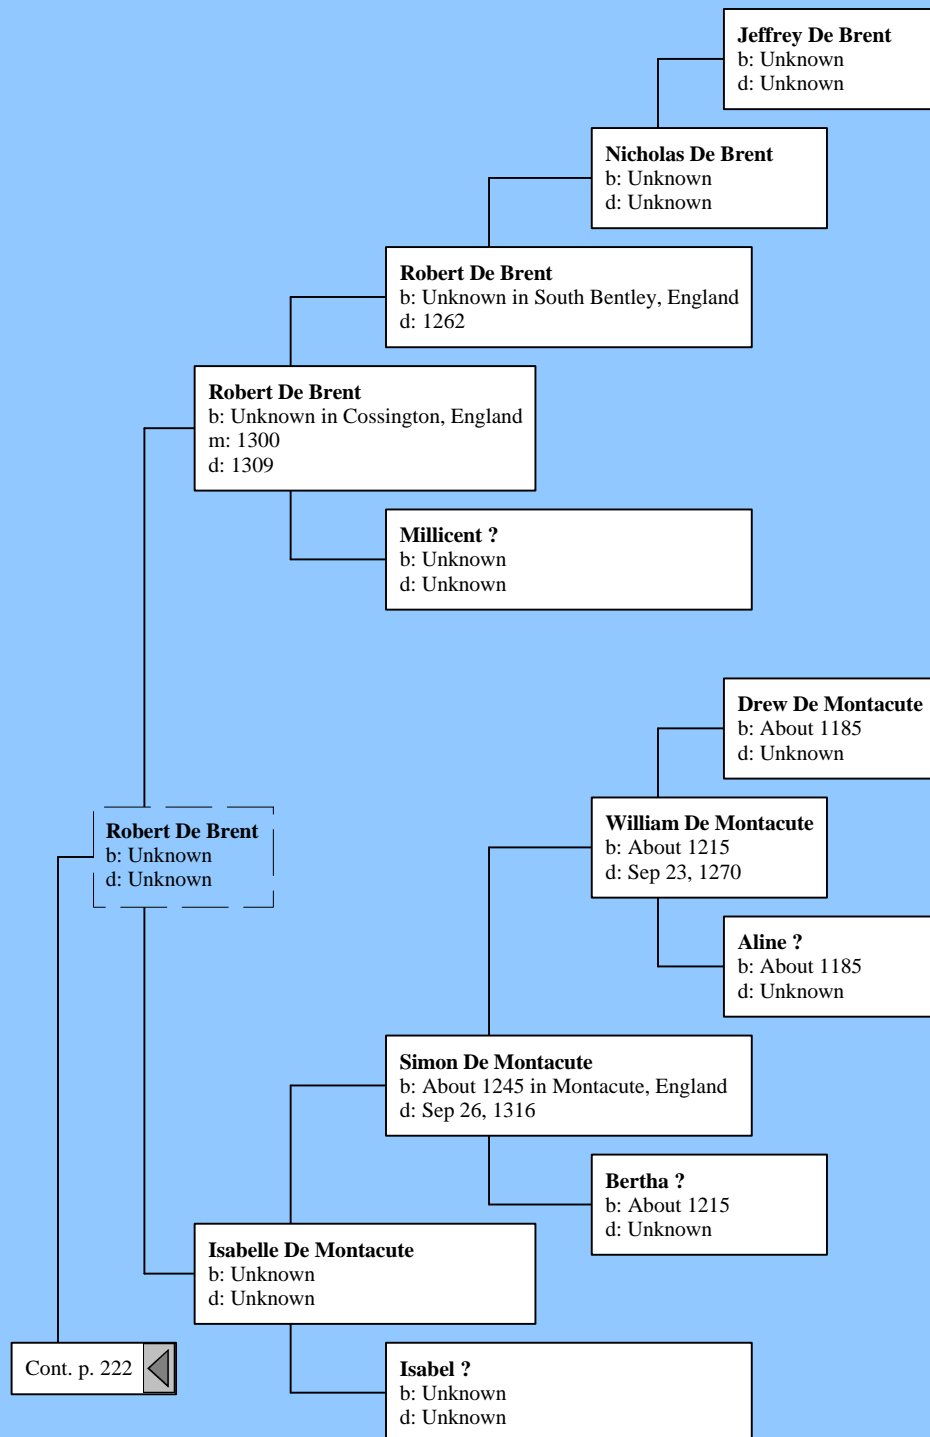 Jeffrey De Brent
b: Unknown
d: Unknown
Nicholas De Brent
b: Unknown
d: Unknown
Robert De Brent
b: Unknown in South Bentley, England
d: 1262
Robert De Brent
b: Unknown in Cossington, England
m: 1300
d: 1309
Millicent ?
b: Unknown
d: Unknown
Drew De Montacute
b: About 1185
d: Unknown
Robert De Brent
b: Unknown
d: Unknown
William De Montacute
b: About 1215
d: Sep 23, 1270
Aline ?
b: About 1185
d: Unknown
Simon De Montacute
b: About 1245 in Montacute, England
d: Sep 26, 1316
Bertha ?
b: About 1215
d: Unknown
Isabelle De Montacute
b: Unknown
d: Unknown
Cont. p. 222
Isabel ?
b: Unknown
d: Unknown